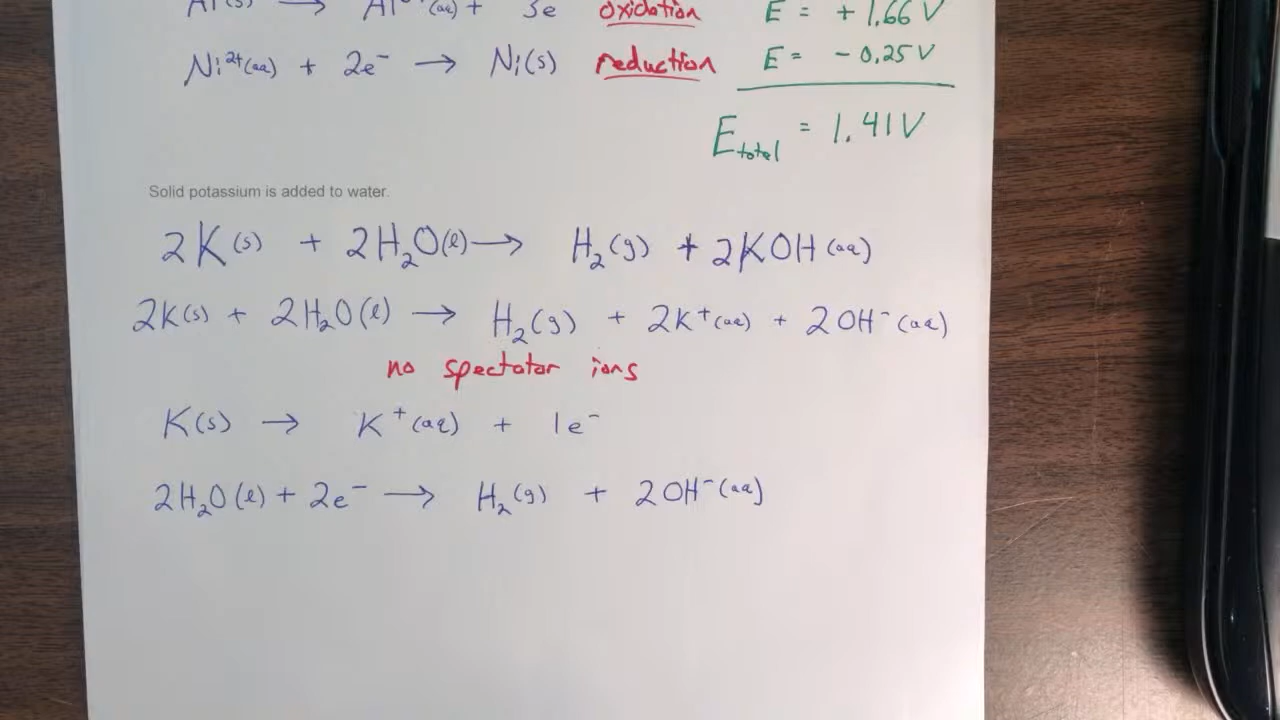 Al(s) → Al³⁺(aq) + 3e oxidation E = + 1.66 V
Ni²⁺(aq) + 2e⁻ → Ni(s) reduction E = - 0.25 V
E total = 1.41 V
Solid potassium is added to water.
2K(s) + 2H₂O(l) → H₂(g) + 2KOH(aq)
2K(s) + 2H₂O(l) → H₂(g) + 2K⁺(aq) + 2OH⁻(aq)
no spectator ions
K(s) → K⁺(aq) + 1e⁻
2H₂O(l) + 2e⁻ → H₂(g) + 2OH⁻(aq)